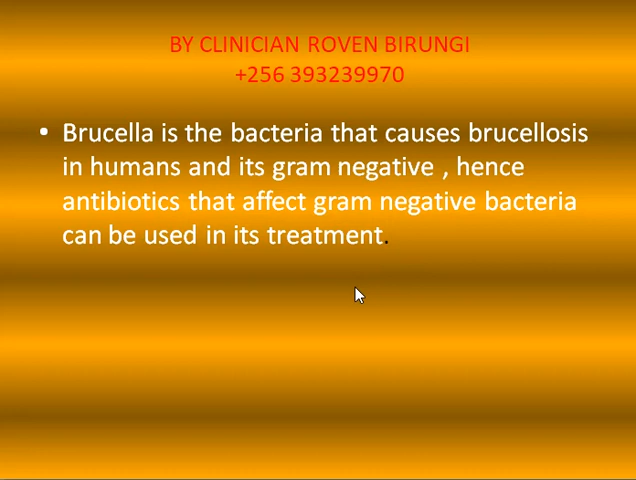 BY CLINICIAN ROVEN BIRUNGI
+256 393239970
• Brucella is the bacteria that causes brucellosis
in humans and its gram negative , hence
antibiotics that affect gram negative bacteria
can be used in its treatment.